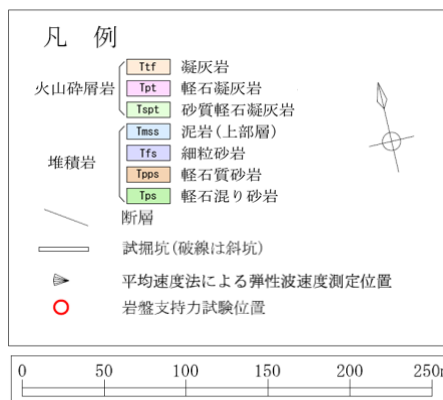 凡 例
火山砕屑岩
Ttf 凝灰岩
Tpt 軽石凝灰岩
Tspt 砂質軽石凝灰岩
堆積岩
Tmss 泥岩(上部層)
Tfs 細粒砂岩
Tpps 軽石質砂岩
Tps 軽石混り砂岩
断層
試掘坑(破線は斜坑)
平均速度法による弾性波速度測定位置
岩盤支持力試験位置
0 50 100 150 200 250m